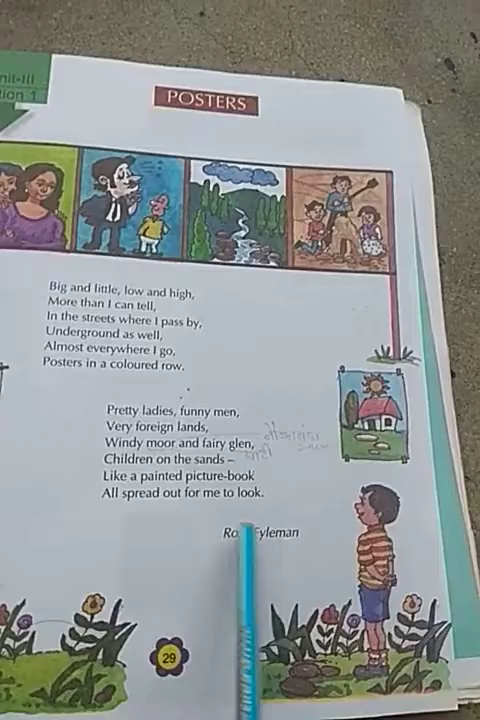 nit-III
tion 1
POSTERS
Big and little, low and high,
More than I can tell,
In the streets where I pass by,
Underground as well,
Almost everywhere I go,
Posters in a coloured row.
Pretty ladies, funny men,
Very foreign lands,
Windy moor and fairy glen,
Children on the sands –
Like a painted picture-book
All spread out for me to look.
Fyleman
29